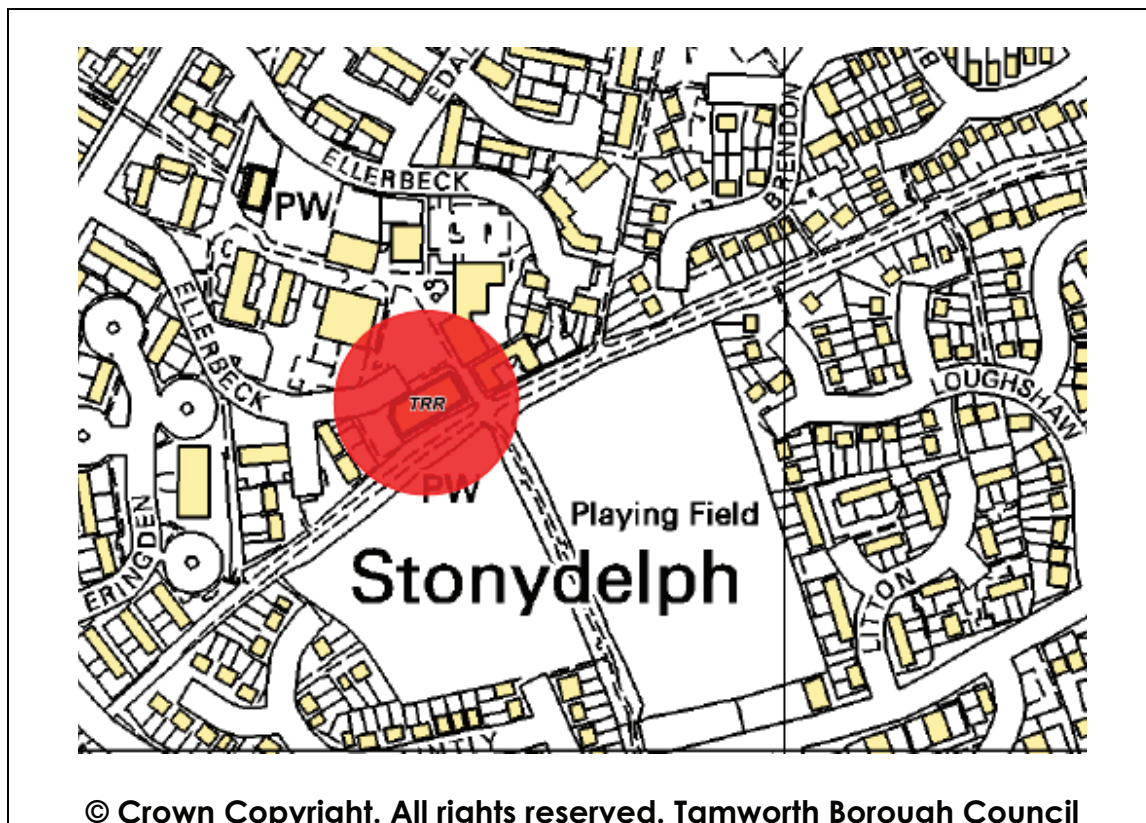 BRENDON
ELLERBECK
PW
ELLERBECK
TRR
LOUGHSHAW
PW
Playing Field
Stonydelph
ERINGDEN
LITTON
NTLY
© Crown Copyright. All rights reserved. Tamworth Borough Council